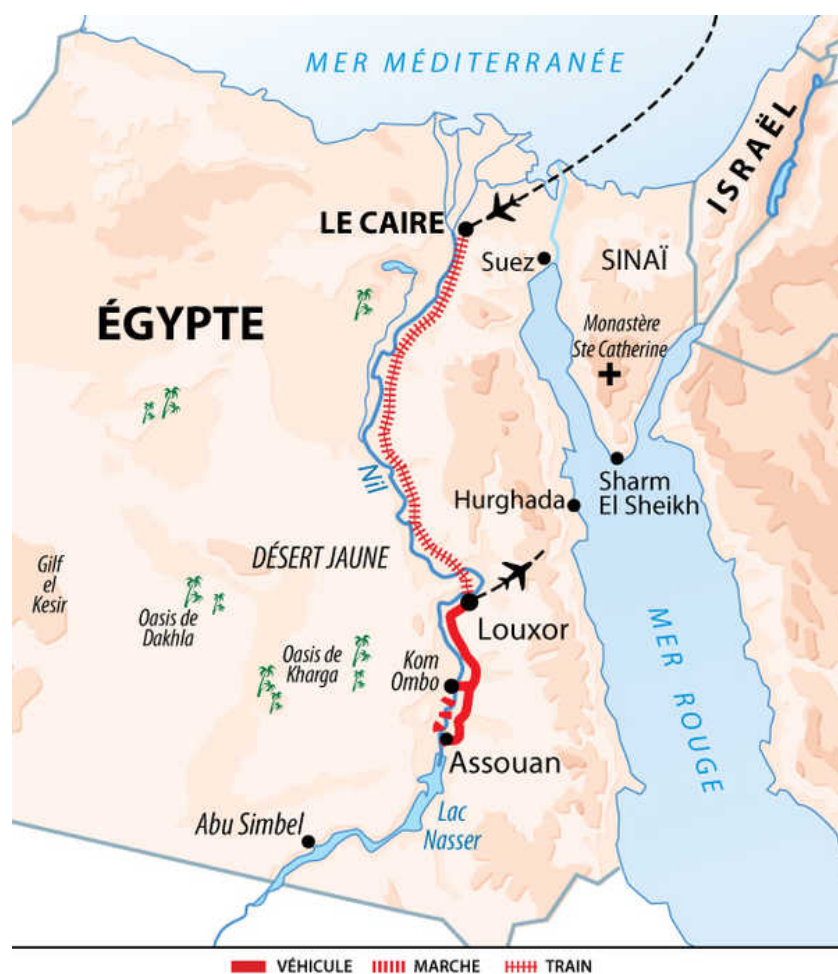 MER MÉDITERRANÉE
ISRAËL
LE CAIRE
Suez
SINAÏ
ÉGYPTE
Monastère
Ste Catherine
Nil
Sharm
El Sheikh
Hurghada
DÉSERT JAUNE
Gilf
el
Kesir
Oasis de
Dakhla
Louxor
Oasis de
Kharga
Kom
Ombo
MER ROUGE
Assouan
Abu Simbel
Lac
Nasser
VÉHICULE
MARCHE
TRAIN